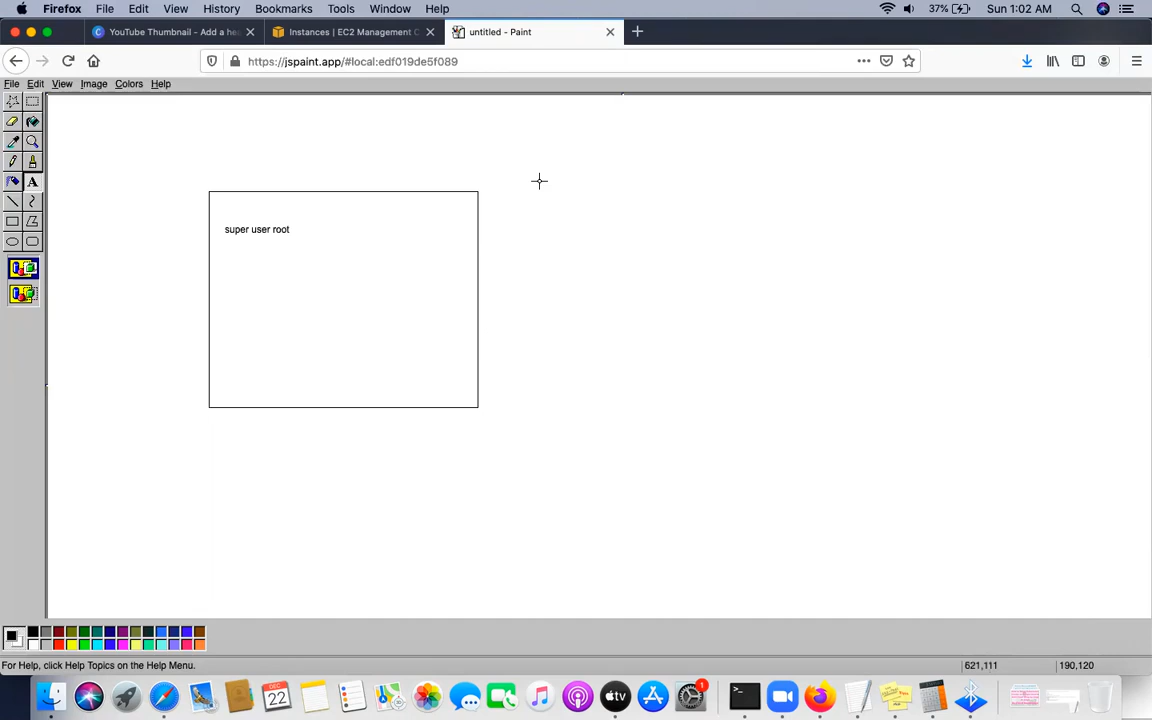 Firefox File Edit View History Bookmarks Tools Window Help 37% Sun 1:02 AM
YouTube Thumbnail - Add a he
Instances | EC2 Management C
untitled - Paint
https://jspaint.app/#local:edf019de5f089
File Edit View Image Colors Help
A
super user root
For Help, click Help Topics on the Help Menu. 621,111 190,120
DEC
22
tv
1